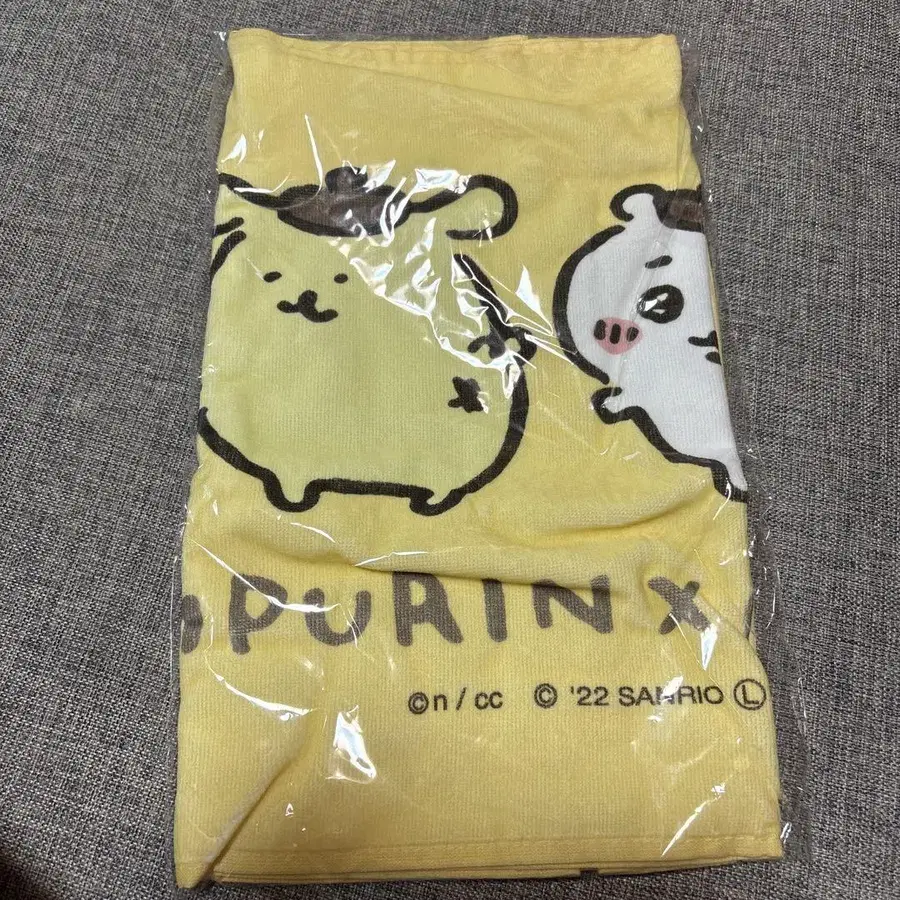 PURIN x
©n / cc © '22 SANRIO Ⓛ